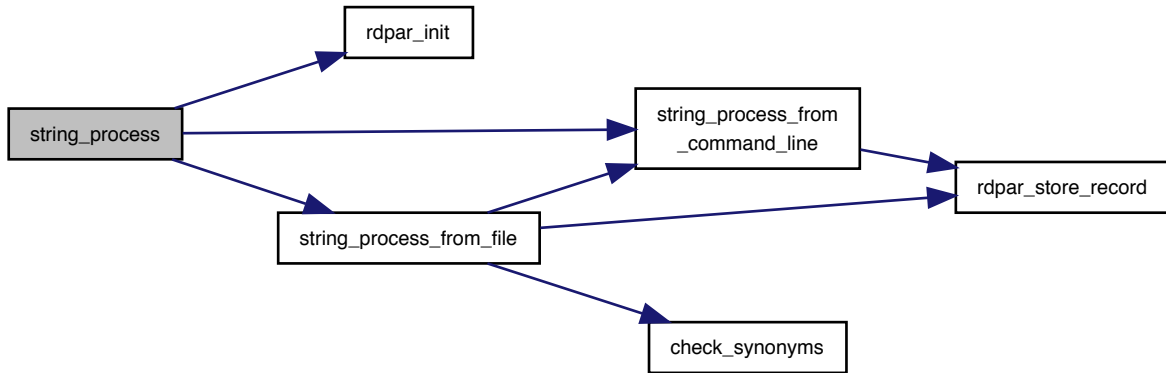 rdpar_init
string_process
string_process_from
_command_line
rdpar_store_record
string_process_from_file
check_synonyms